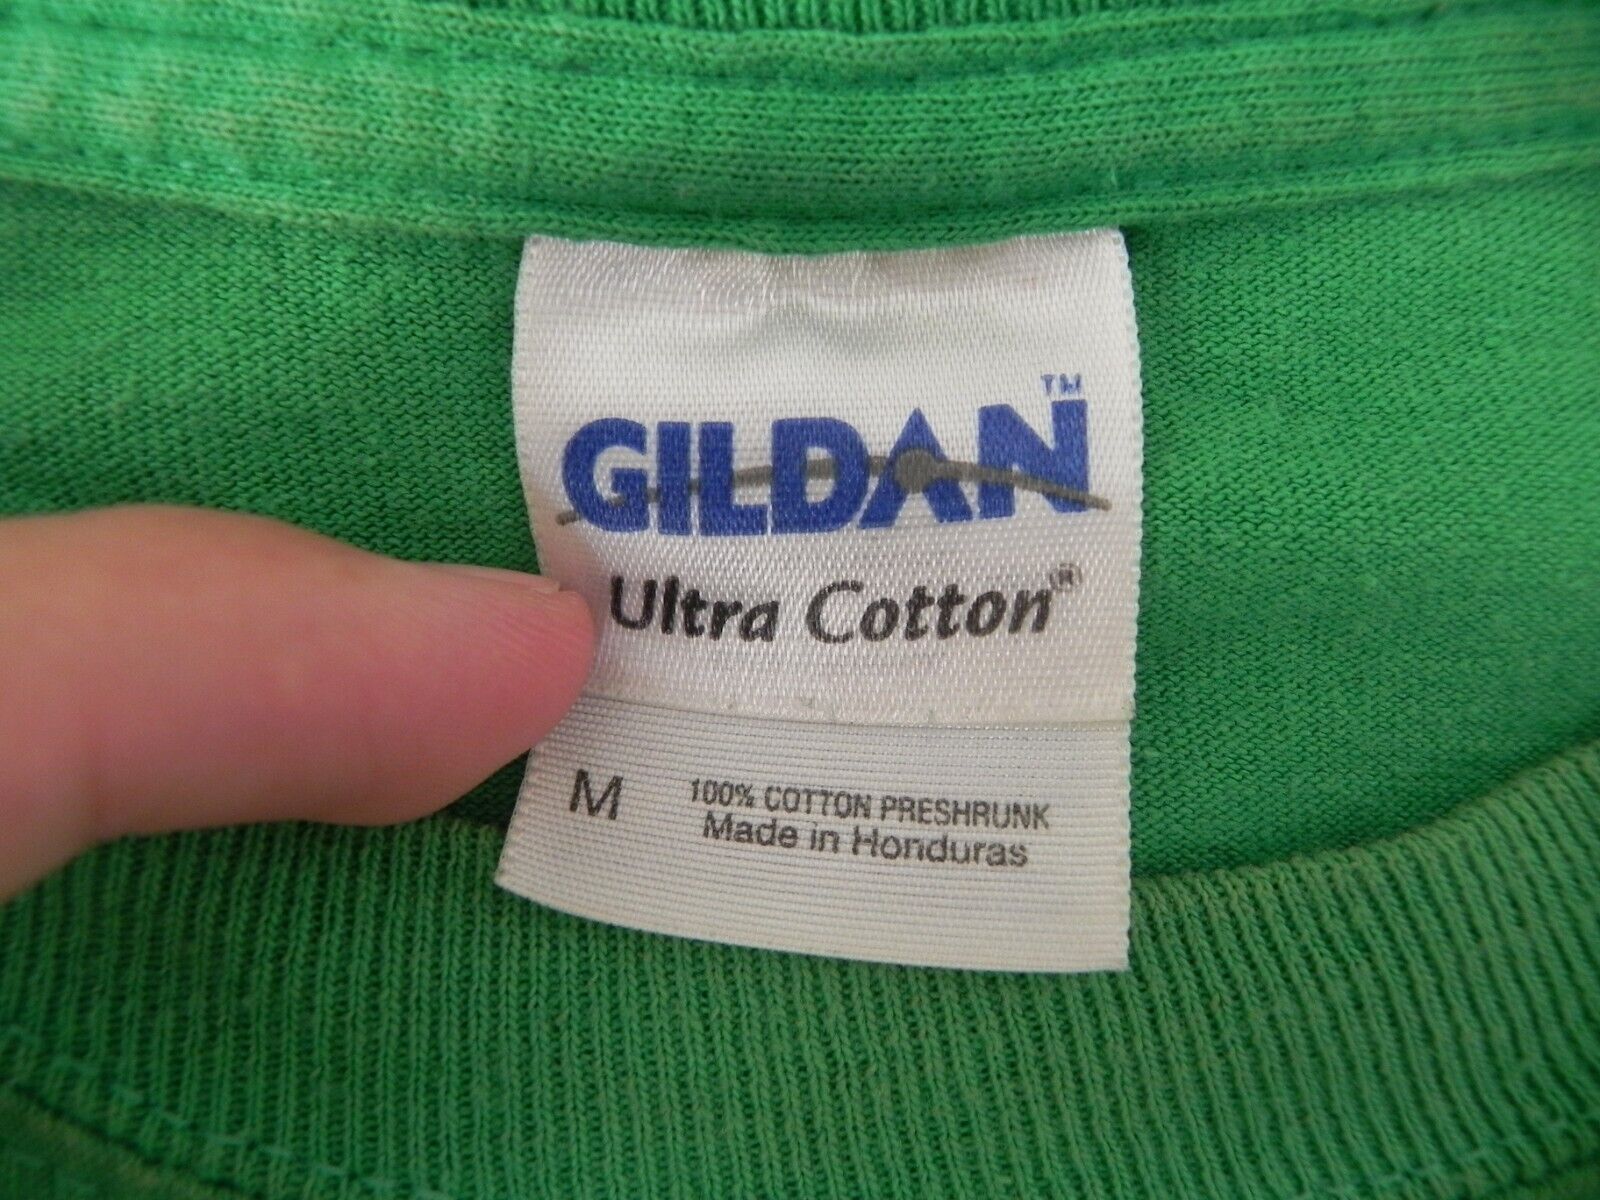 GILDAN™
Ultra Cotton®
M
100% COTTON PRESHRUNK
Made in Honduras